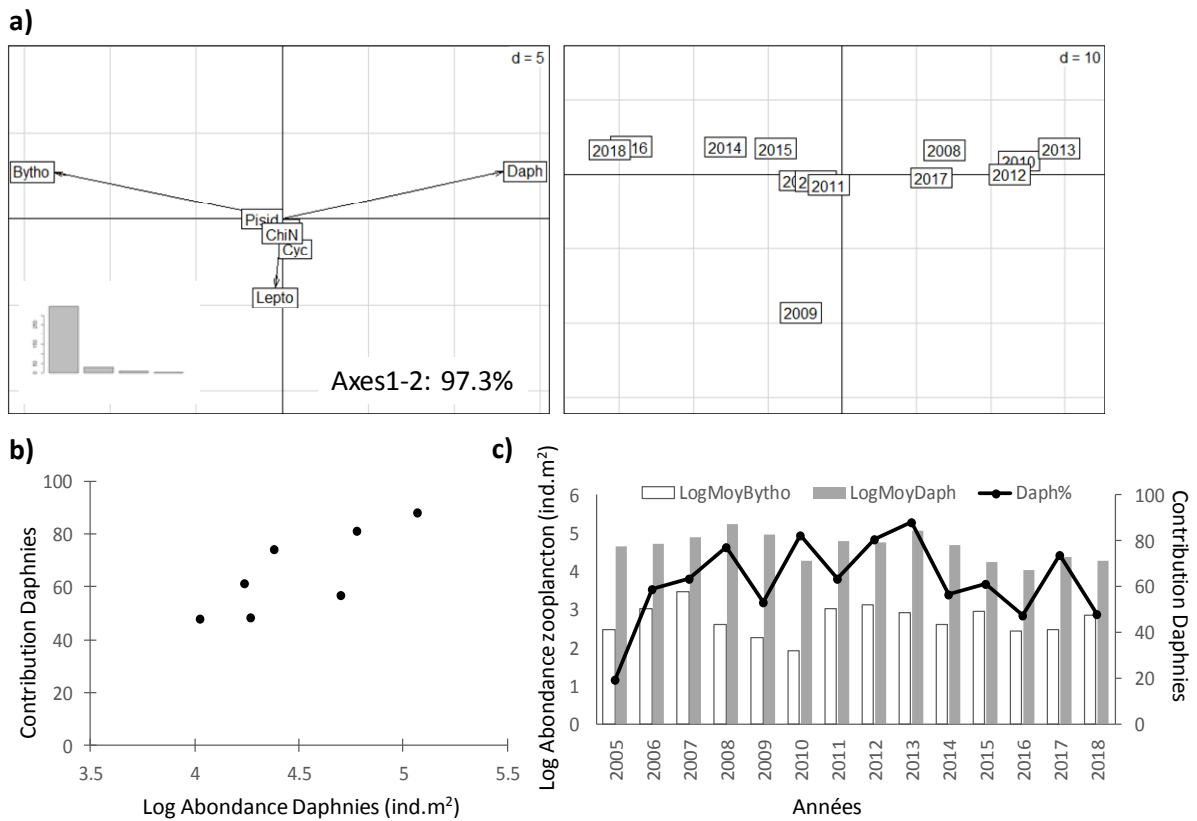 a)
d = 5
Bytho
Daph
Pisid
ChiN
Cyc
Lepto
250
150
50
0
Axes1-2: 97.3%
d = 10
2018
16
2014
2015
2008
2010
2013
2012
2017
2011
2009
b)
Contribution Daphnies
100
80
60
40
20
0
3.5 4 4.5 5 5.5
Log Abondance Daphnies (ind.m²)
c)
LogMoyBytho LogMoyDaph Daph%
Log Abondance zooplancton (ind.m²)
6
5
4
3
2
1
0
100
80
60
40
20
0
Contribution Daphnies
2005 2006 2007 2008 2009 2010 2011 2012 2013 2014 2015 2016 2017 2018
Années